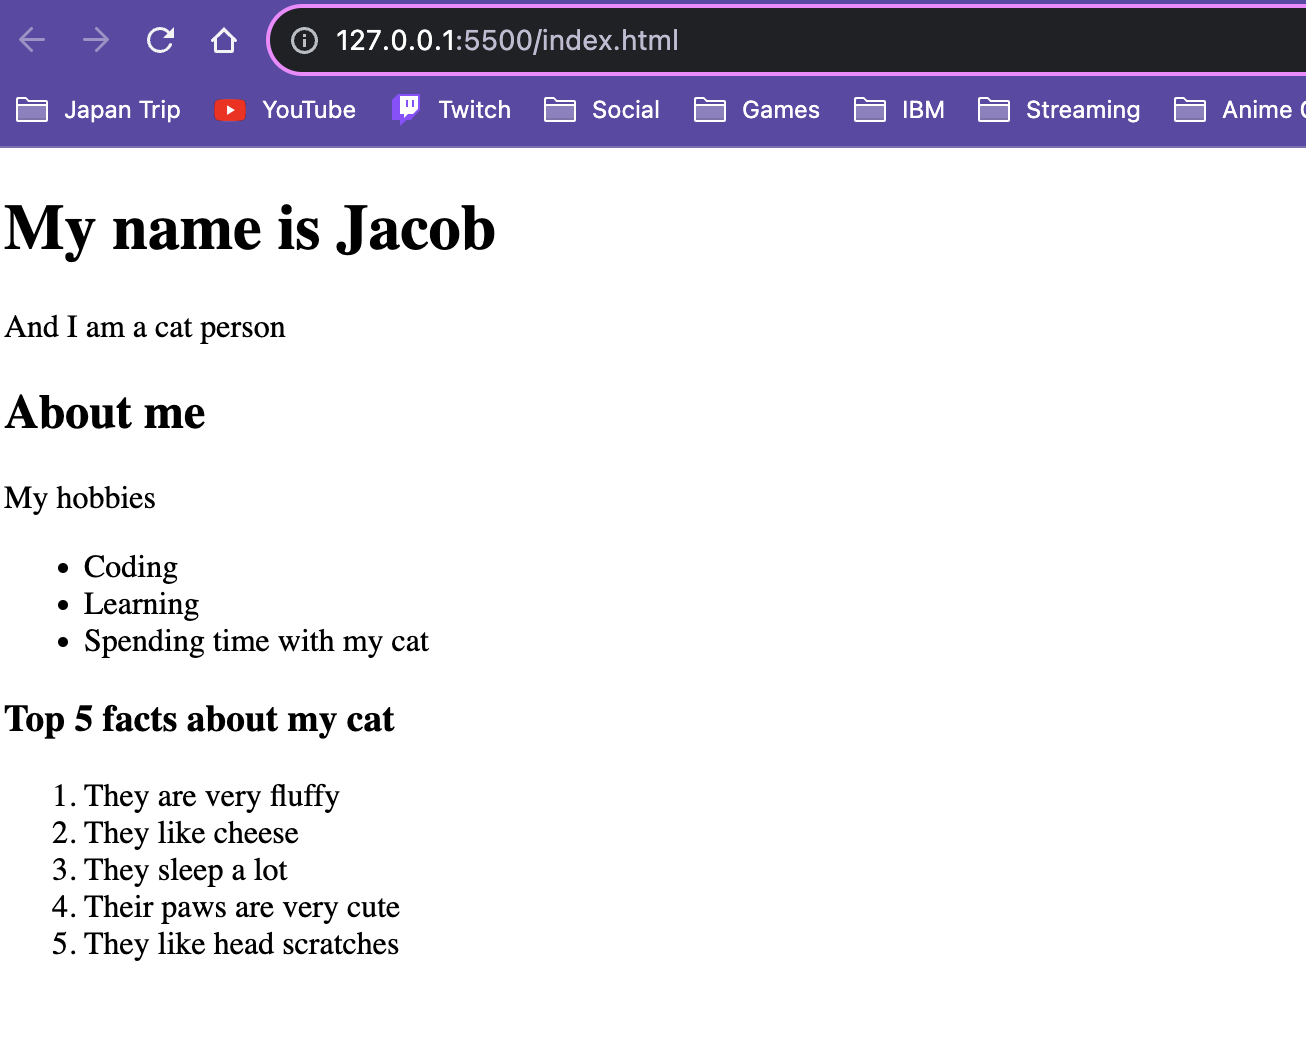 127.0.0.1:5500/index.html
Japan Trip YouTube Twitch Social Games IBM Streaming Anime
My name is Jacob
And I am a cat person
About me
My hobbies
• Coding
• Learning
• Spending time with my cat
Top 5 facts about my cat
1. They are very fluffy
2. They like cheese
3. They sleep a lot
4. Their paws are very cute
5. They like head scratches